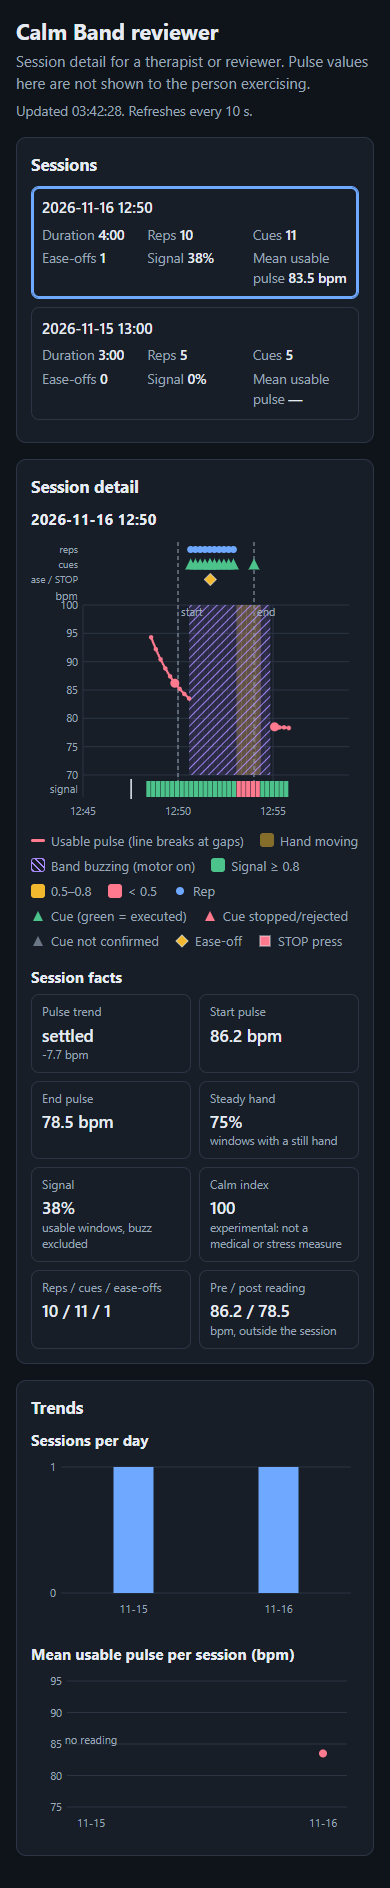 Calm Band reviewer
Session detail for a therapist or reviewer. Pulse values
here are not shown to the person exercising.
Updated 03:42:28. Refreshes every 10 s.
Sessions
2026-11-16 12:50
Duration 4:00 Reps 10 Cues 11
Ease-offs 1 Signal 38% Mean usable
pulse 83.5 bpm
2026-11-15 13:00
Duration 3:00 Reps 5 Cues 5
Ease-offs 0 Signal 0% Mean usable
pulse —
Session detail
2026-11-16 12:50
reps
cues
ase / STOP
bpm
100
start end
95
90
85
80
75
70
signal
12:45 12:50 12:55
Usable pulse (line breaks at gaps) Hand moving
Band buzzing (motor on) Signal ≥ 0.8
0.5–0.8 < 0.5 Rep
Cue (green = executed) Cue stopped/rejected
Cue not confirmed Ease-off STOP press
Session facts
Pulse trend Start pulse
settled 86.2 bpm
-7.7 bpm
End pulse Steady hand
78.5 bpm 75%
windows with a still hand
Signal Calm index
38% 100
usable windows, buzz experimental: not a
excluded medical or stress measure
Reps / cues / ease-offs Pre / post reading
10 / 11 / 1 86.2 / 78.5
bpm, outside the session
Trends
Sessions per day
1
0
11-15 11-16
Mean usable pulse per session (bpm)
95
90
85 no reading
80
75
11-15 11-16